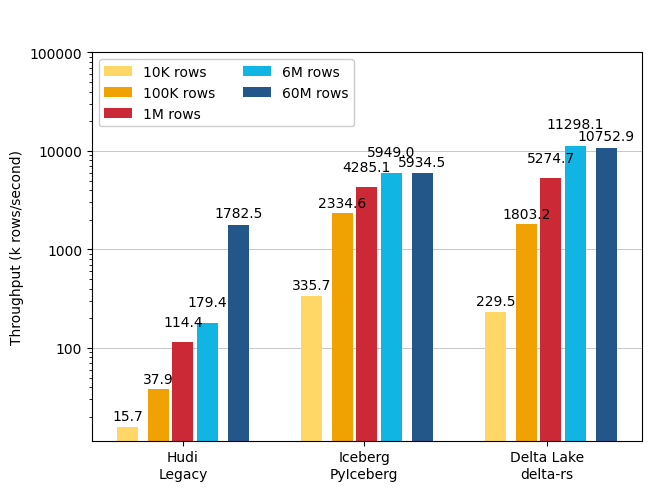 100000
10000
1000
100
Throughput (k rows/second)
10K rows
100K rows
1M rows
6M rows
60M rows
15.7
37.9
114.4
179.4
1782.5
335.7
2334.6
4285.1
5949.0
5934.5
229.5
1803.2
5274.7
11298.1
10752.9
Hudi
Legacy
Iceberg
PyIceberg
Delta Lake
delta-rs